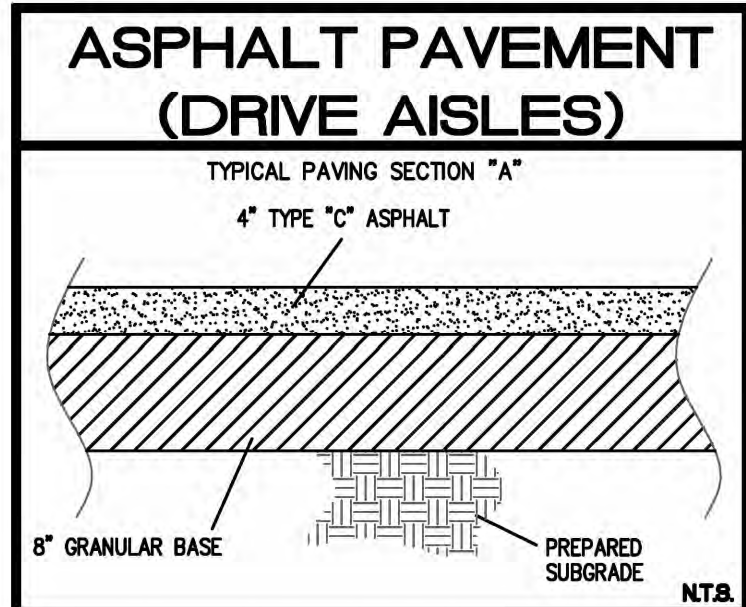 ASPHALT PAVEMENT
(DRIVE AISLES)
TYPICAL PAVING SECTION "A"
4" TYPE "C" ASPHALT
8" GRANULAR BASE
PREPARED
SUBGRADE
N.T.S.